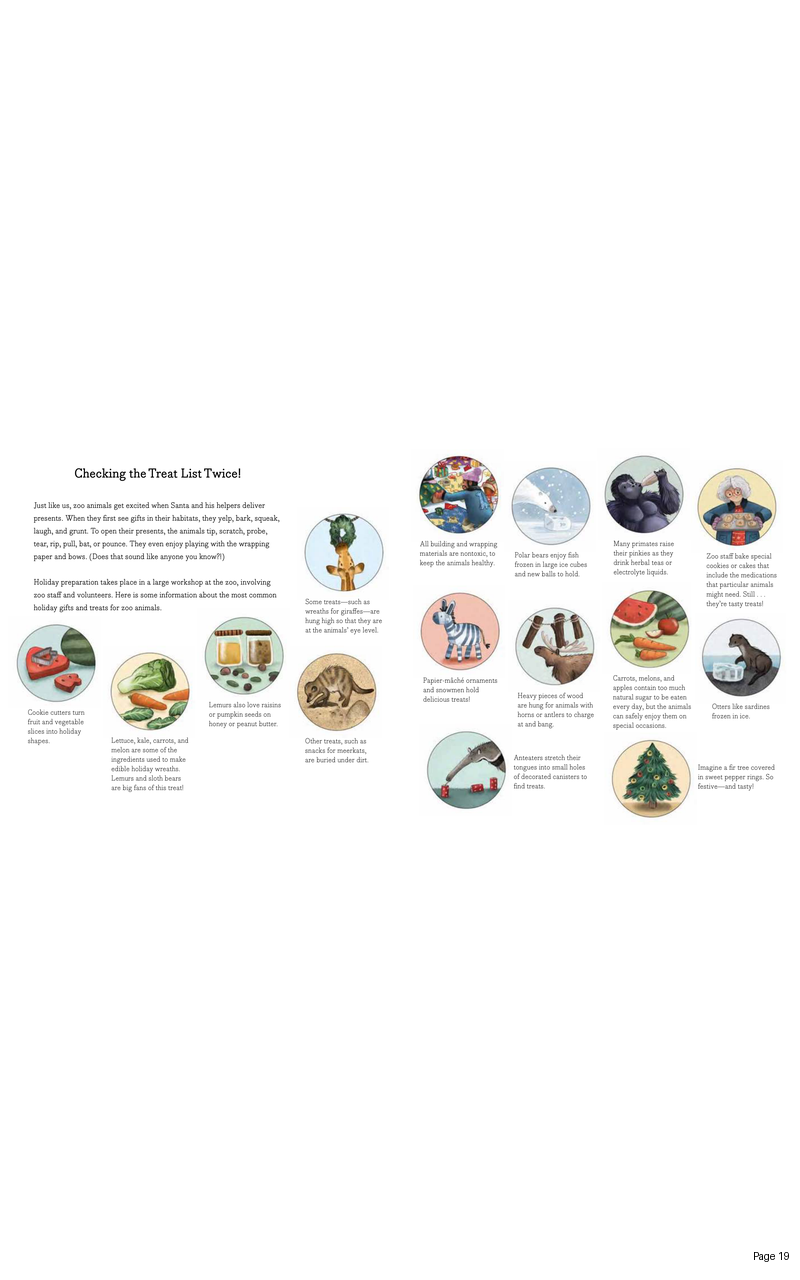 Checking the Treat List Twice!
Just like us, zoo animals get excited when Santa and his helpers deliver
presents. When they first see gifts in their habitats, they yelp, bark, squeak,
laugh, and grunt. To open their presents, the animals tip, scratch, probe,
tear, rip, pull, bat, or pounce. They even enjoy playing with the wrapping
paper and bows. (Does that sound like anyone you know?!)
Holiday preparation takes place in a large workshop at the zoo, involving
zoo staff and volunteers. Here is some information about the most common
holiday gifts and treats for zoo animals.
Cookie cutters turn
fruit and vegetable
slices into holiday
shapes.
Lettuce, kale, carrots, and
melon are some of the
ingredients used to make
edible holiday wreaths.
Lemurs and sloth bears
are big fans of this treat!
Lemurs also love raisins
or pumpkin seeds on
honey or peanut butter.
Some treats—such as
wreaths for giraffes—are
hung high so that they are
at the animals' eye level.
Other treats, such as
snacks for meerkats,
are buried under dirt.
All building and wrapping
materials are nontoxic, to
keep the animals healthy.
Polar bears enjoy fish
frozen in large ice cubes
and new balls to hold.
Many primates raise
their pinkies as they
drink herbal teas or
electrolyte liquids.
Zoo staff bake special
cookies or cakes that
include the medications
that particular animals
might need. Still . . .
they're tasty treats!
Papier-mâché ornaments
and snowmen hold
delicious treats!
Heavy pieces of wood
are hung for animals with
horns or antlers to charge
at and bang.
Carrots, melons, and
apples contain too much
natural sugar to be eaten
every day, but the animals
can safely enjoy them on
special occasions.
Otters like sardines
frozen in ice.
Anteaters stretch their
tongues into small holes
of decorated canisters to
find treats.
Imagine a fir tree covered
in sweet pepper rings. So
festive—and tasty!
Page 19